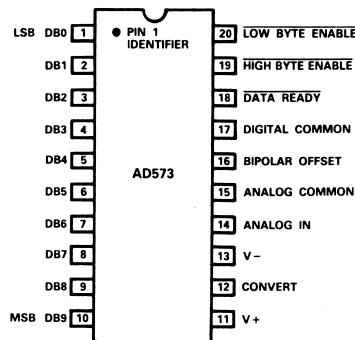 LSB DB0 1 PIN 1 IDENTIFIER 20 LOW BYTE ENABLE
DB1 2 19 HIGH BYTE ENABLE
DB2 3 18 DATA READY
DB3 4 17 DIGITAL COMMON
DB4 5 16 BIPOLAR OFFSET
AD573
DB5 6 15 ANALOG COMMON
DB6 7 14 ANALOG IN
DB7 8 13 V−
DB8 9 12 CONVERT
MSB DB9 10 11 V+